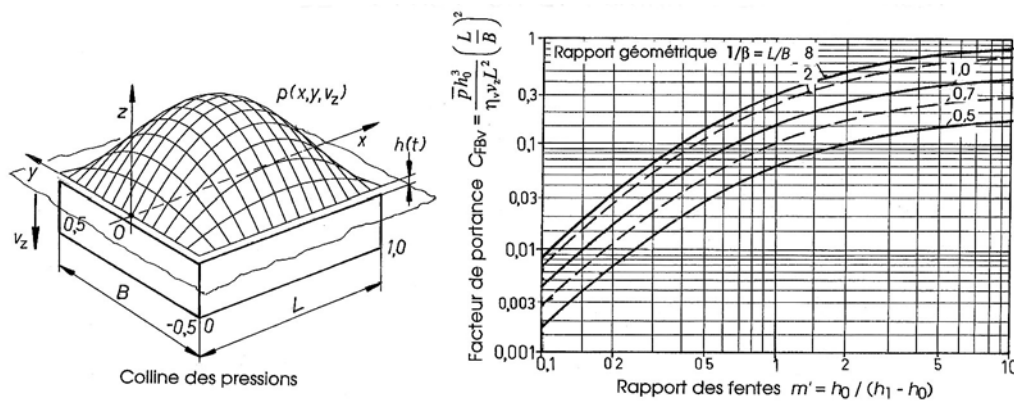 z
p(x,y,v_z)
x
h(t)
y
0
v_z
0,5
1,0
B
L
-0,5
0
Colline des pressions
Facteur de portance C_FBv = p̄h₀³ / η_v v_z L² (L/B)²
1
0,3
0,1
0,03
0,01
0,003
0,001
Rapport géométrique 1/β = L/B 8
2
1,0
0,7
0,5
0,1
02
05
1
2
5
10
Rapport des fentes m' = h₀ / (h₁ - h₀)